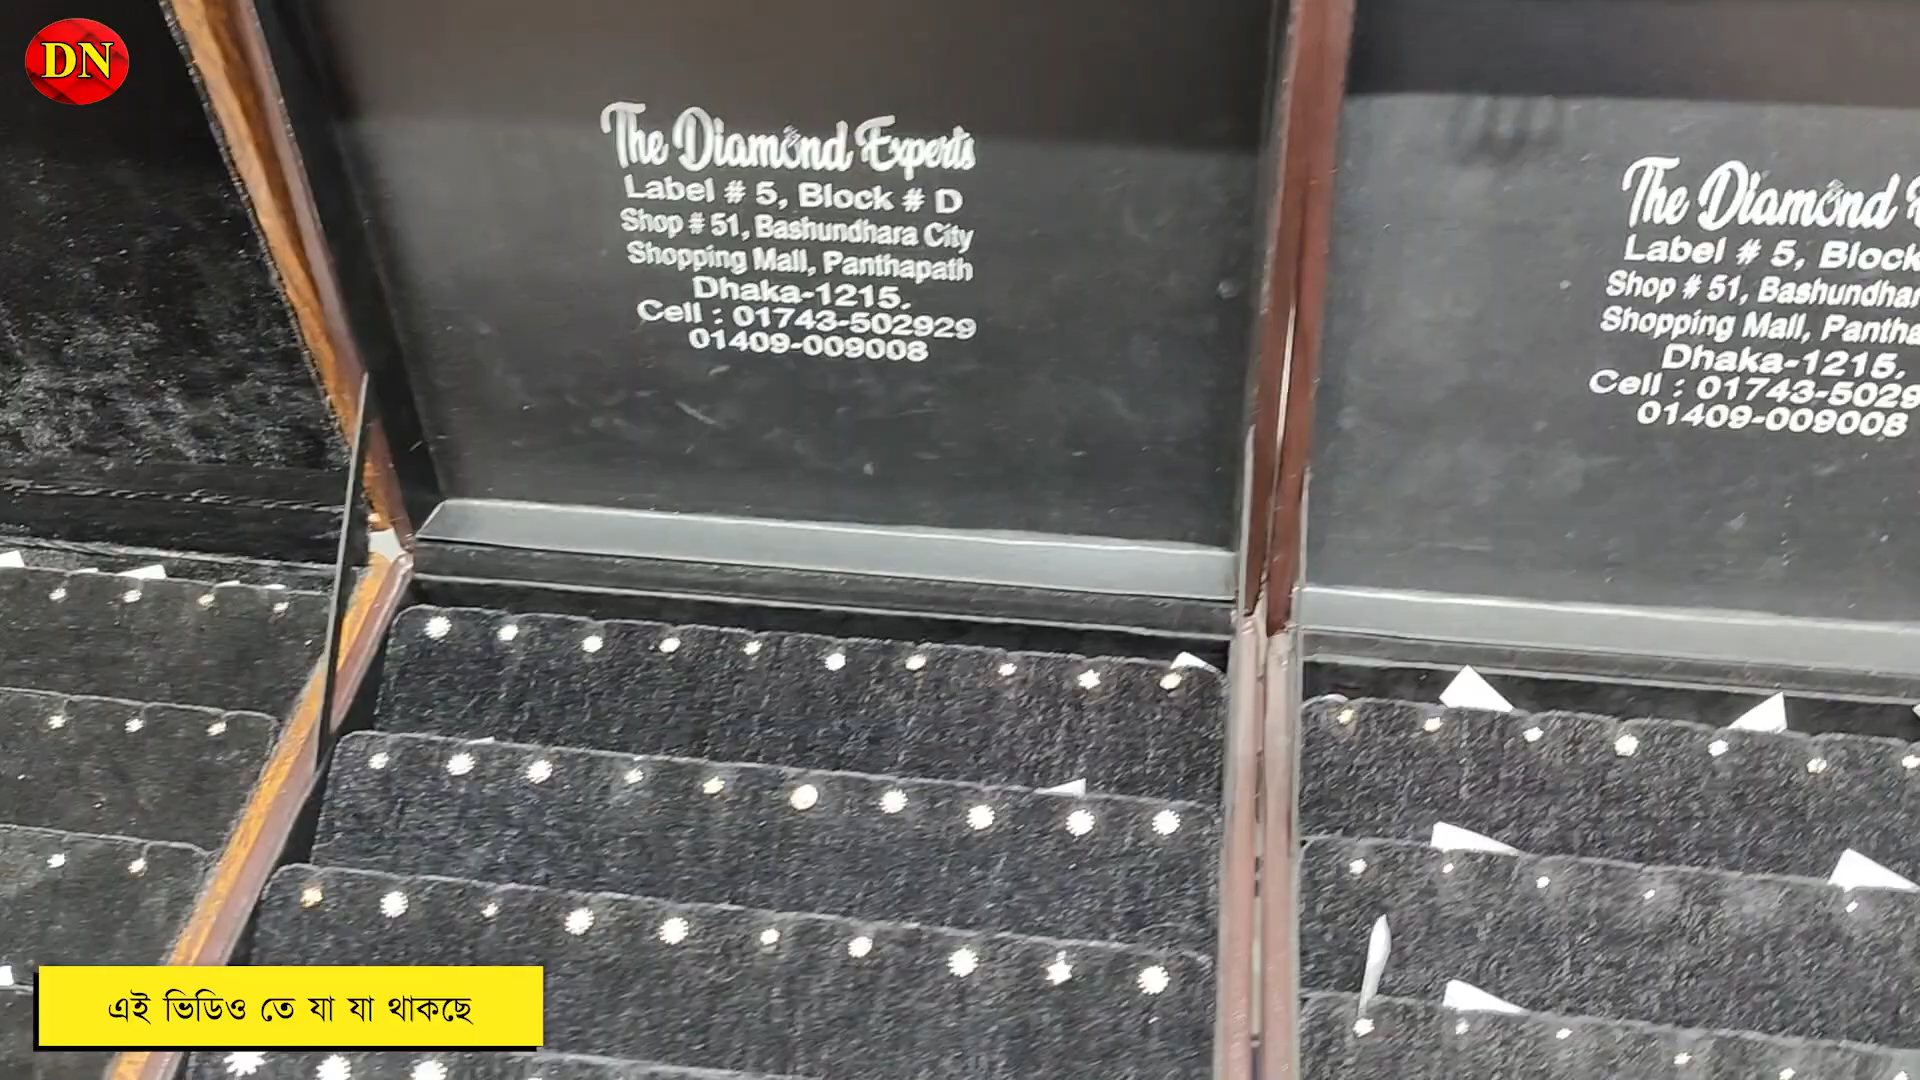 DN
The Diamond Experts
Label # 5, Block # D
Shop # 51, Bashundhara City
Shopping Mall, Panthapath
Dhaka-1215.
Cell : 01743-502929
01409-009008
The Diamond
Label # 5, Block
Shop # 51, Bashundhar
Shopping Mall, Pantha
Dhaka-1215.
Cell : 01743-5029
01409-009008
এই ভিডিও তে যা যা থাকছে